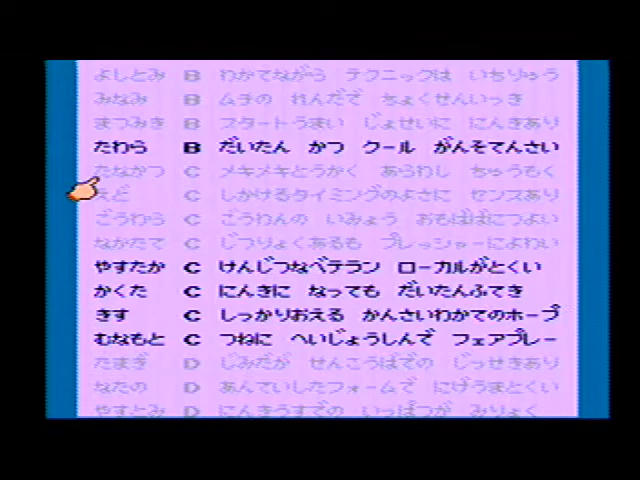 よしとみ B わかてながら テクニックは いちりゅう
みなみ B ムチの れんだで ちょくせんいっき
まつみき B スタートうまい じょせいに にんきあり
たわら B だいたん かつ クール がんそてんさい
たなかつ C メキメキとうかく あらわし ちゅうもく
えど C しかけるタイミングのよさに センスあり
ごうわら C ごうわんの いみょう おもばばにつよい
ながたて C じつりょくあるも プレッシャーによわい
やすたか C けんじつなベテラン ローカルがとくい
かくた C にんきに なっても だいたんふてき
きす C しっかりおえる かんさいわかてのホープ
むなもと C つねに へいじょうしんで フェアプレー
たまぎ D じみだが せんこうばでの じっせきあり
なたの D あんていしたフォームで にげうまとくい
やすとみ D にんきうすでの いっぱつが みりょく